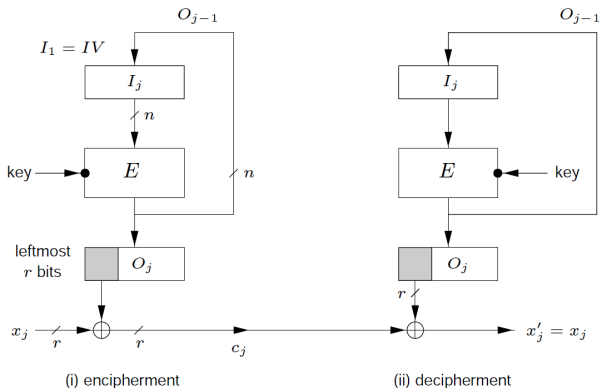 O_{j−1}
I_1 = IV
I_j
n
key
E
n
leftmost
r bits
O_j
x_j
r
r
c_j
(i) encipherment
O_{j−1}
I_j
E
key
O_j
r
x'_j = x_j
(ii) decipherment